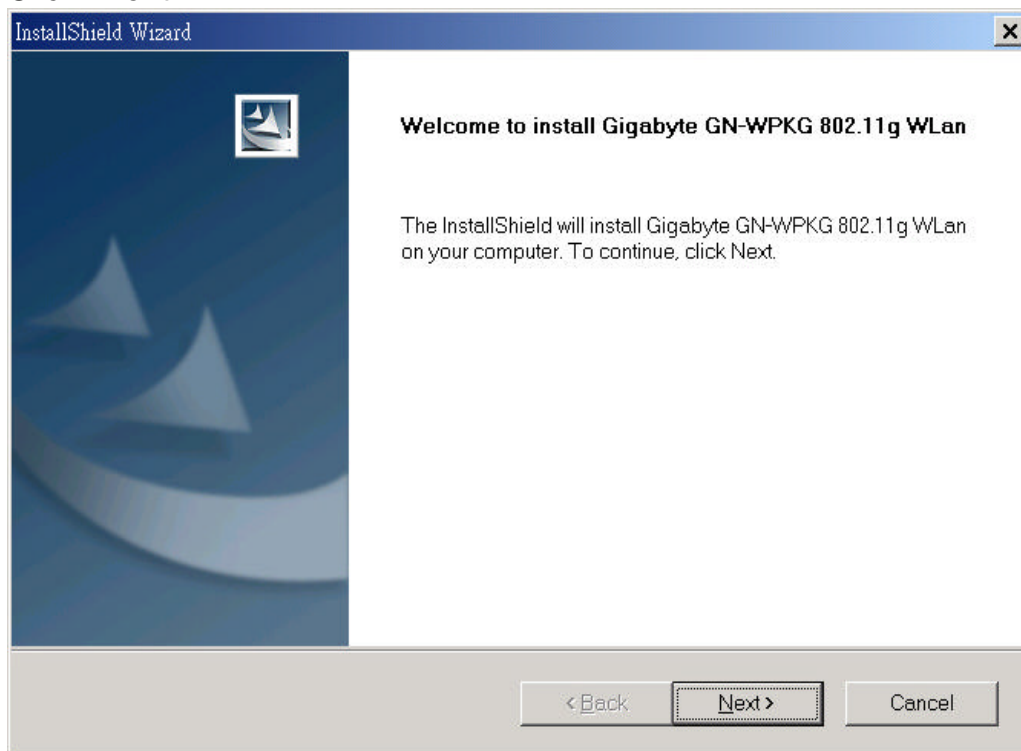 InstallShield Wizard
Welcome to install Gigabyte GN-WPKG 802.11g WLan
The InstallShield will install Gigabyte GN-WPKG 802.11g WLan
on your computer. To continue, click Next.
< Back
Next >
Cancel